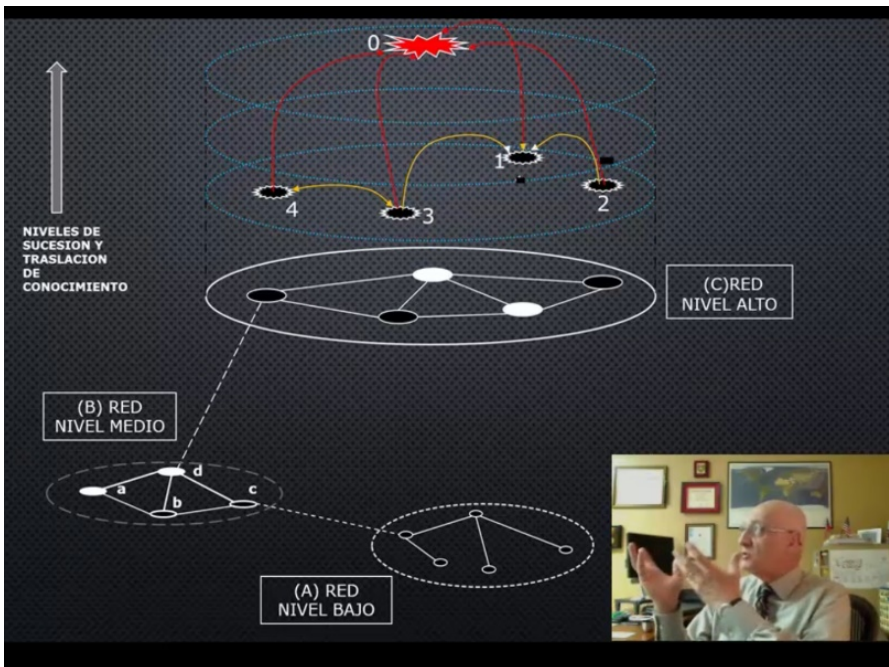 0
1
2
3
4
NIVELES DE
SUCESION Y
TRASLACION
DE
CONOCIMIENTO
(C)RED
NIVEL ALTO
(B) RED
NIVEL MEDIO
d
a
b
c
(A) RED
NIVEL BAJO